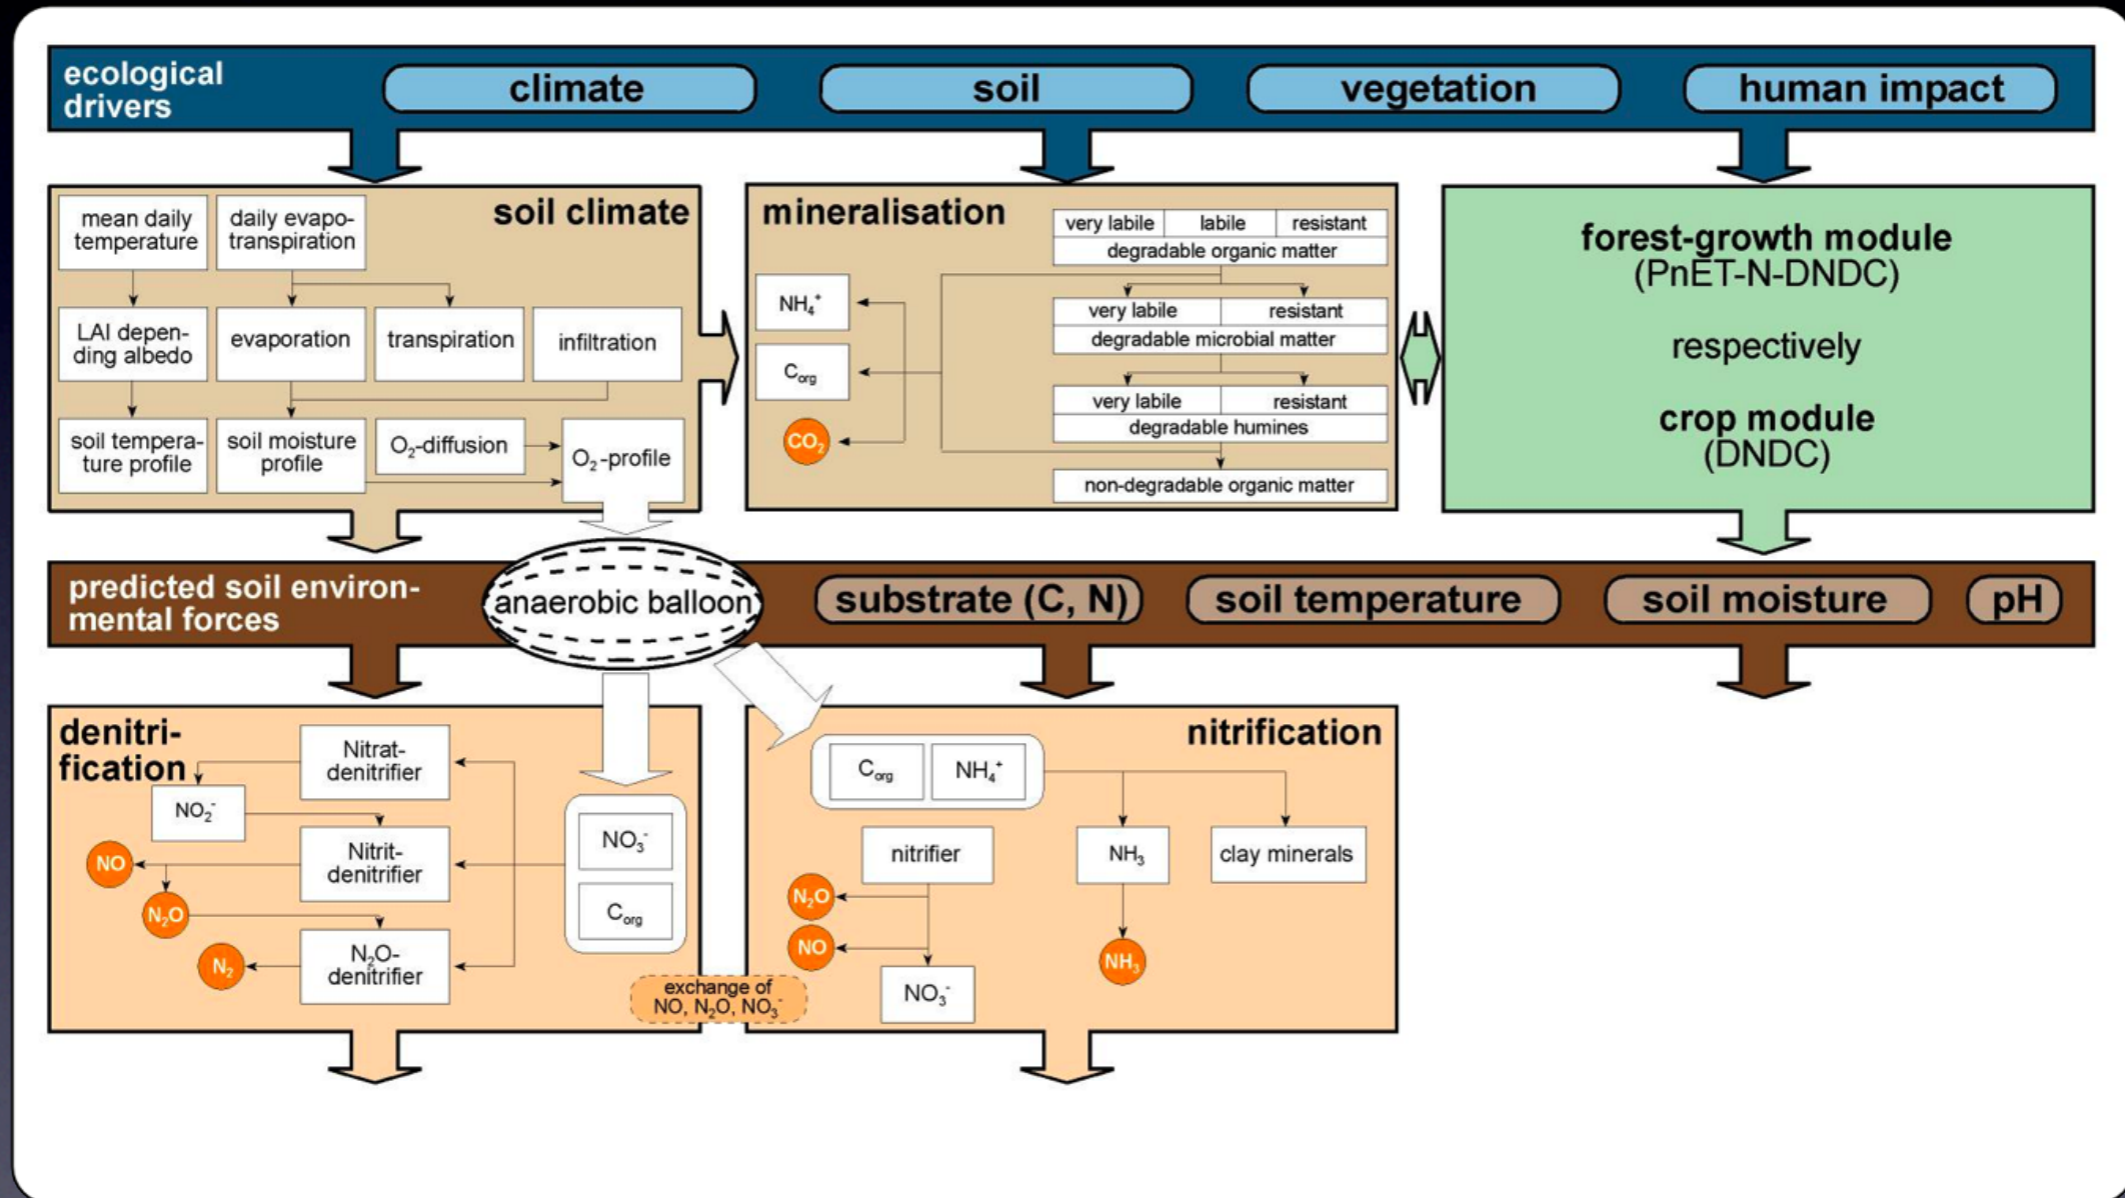 ecological
drivers
climate
soil
vegetation
human impact
soil climate
mean daily
temperature
daily evapo-
transpiration
LAI depen-
ding albedo
evaporation
transpiration
infiltration
soil tempera-
ture profile
soil moisture
profile
O₂-diffusion
O₂-profile
mineralisation
very labile
labile
resistant
degradable organic matter
NH₄⁺
very labile
resistant
degradable microbial matter
C_org
very labile
resistant
degradable humines
CO₂
non-degradable organic matter
forest-growth module
(PnET-N-DNDC)
respectively
crop module
(DNDC)
predicted soil environ-
mental forces
anaerobic balloon
substrate (C, N)
soil temperature
soil moisture
pH
denitri-
fication
Nitrat-
denitrifier
NO₂⁻
Nitrit-
denitrifier
NO
N₂O
N₂O-
denitrifier
N₂
NO₃⁻
C_org
exchange of
NO, N₂O, NO₃⁻
nitrification
C_org
NH₄⁺
nitrifier
NH₃
clay minerals
N₂O
NO
NH₃
NO₃⁻